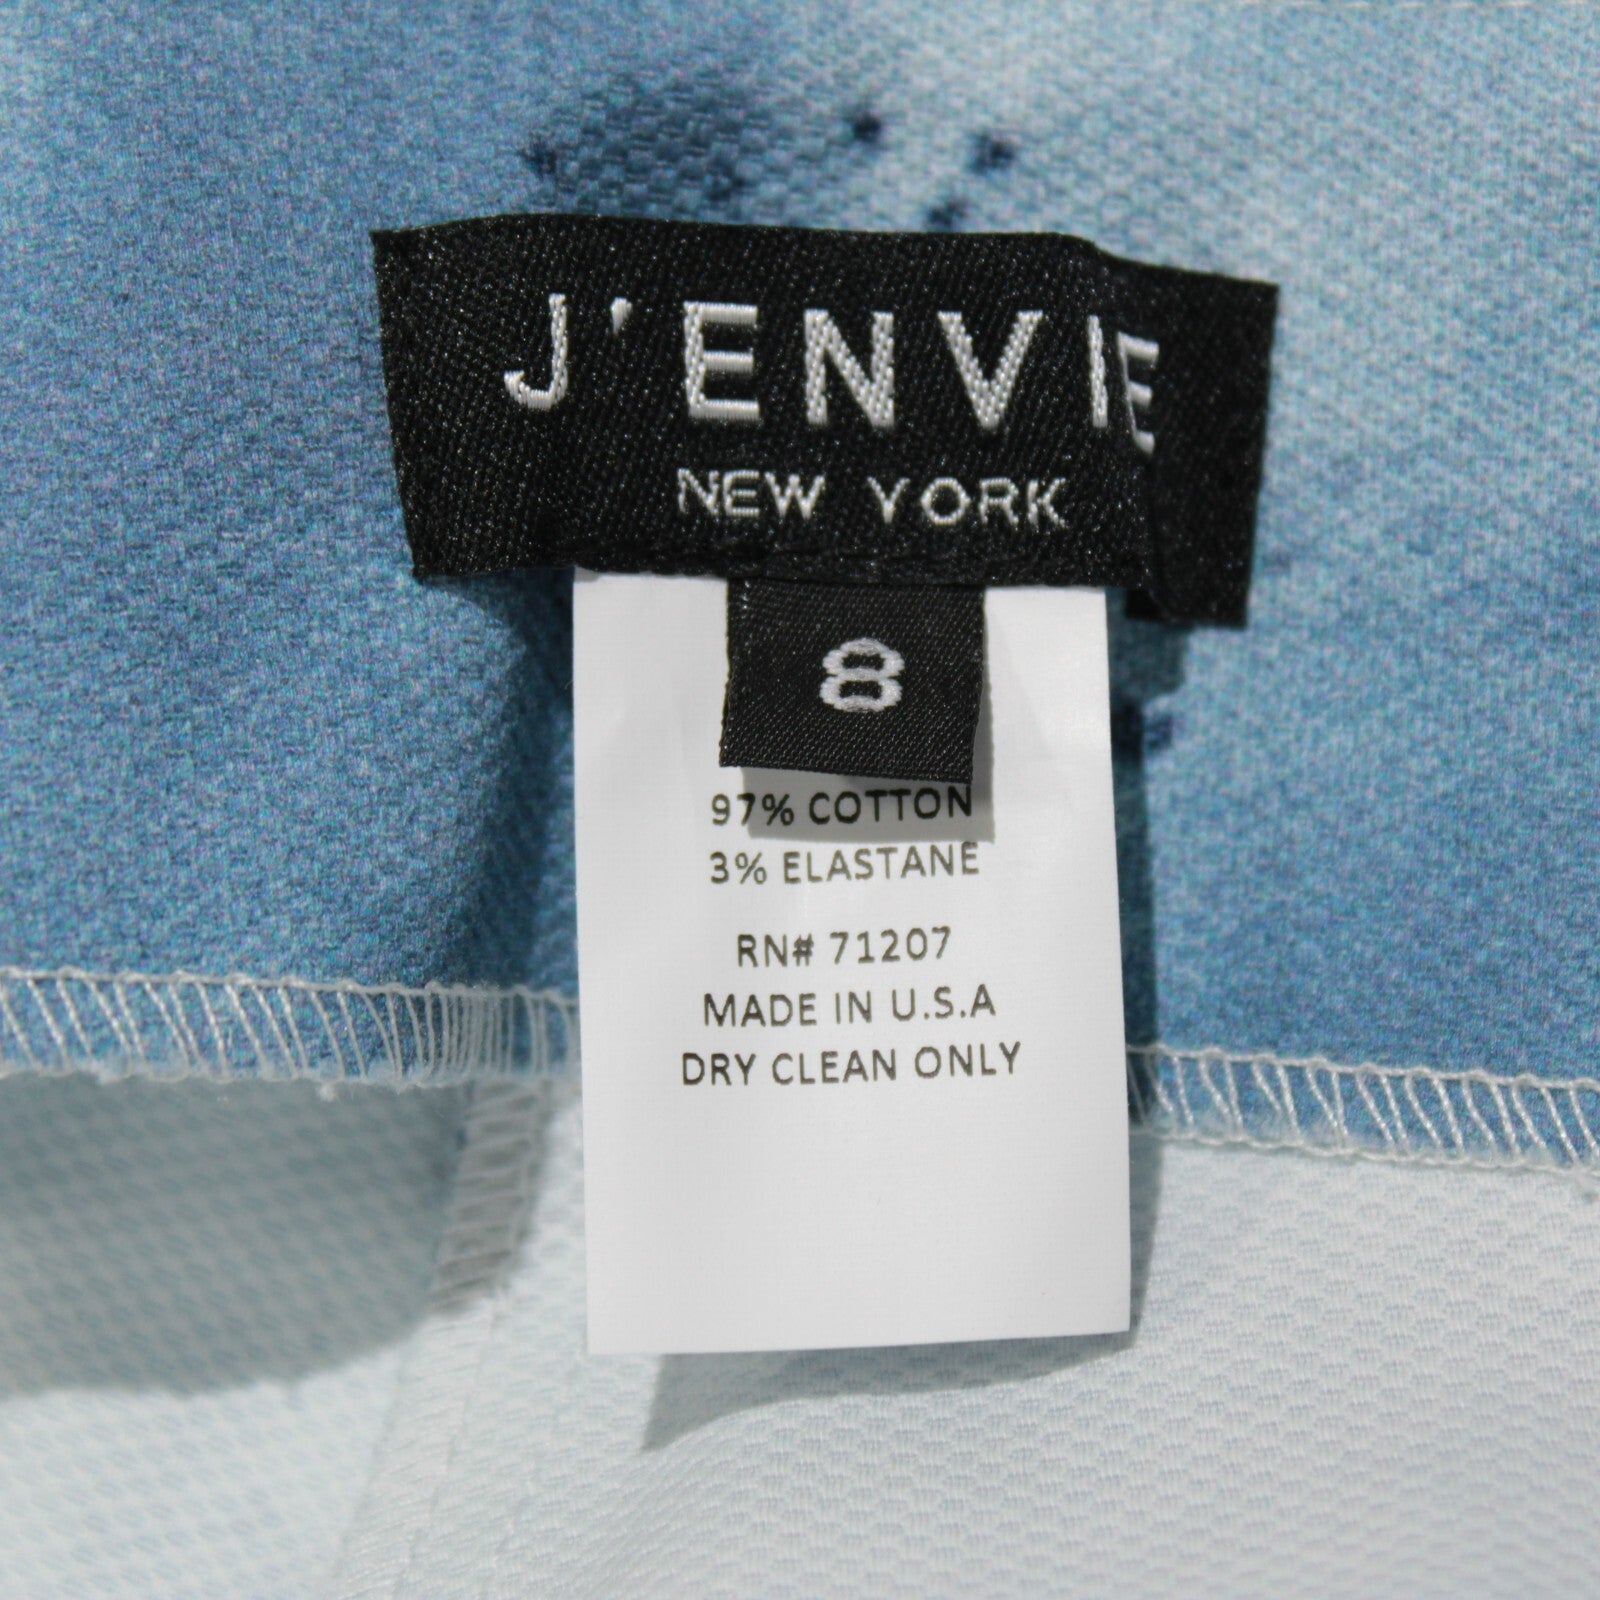 J'ENVIE
NEW YORK
8
97% COTTON
3% ELASTANE
RN# 71207
MADE IN U.S.A
DRY CLEAN ONLY